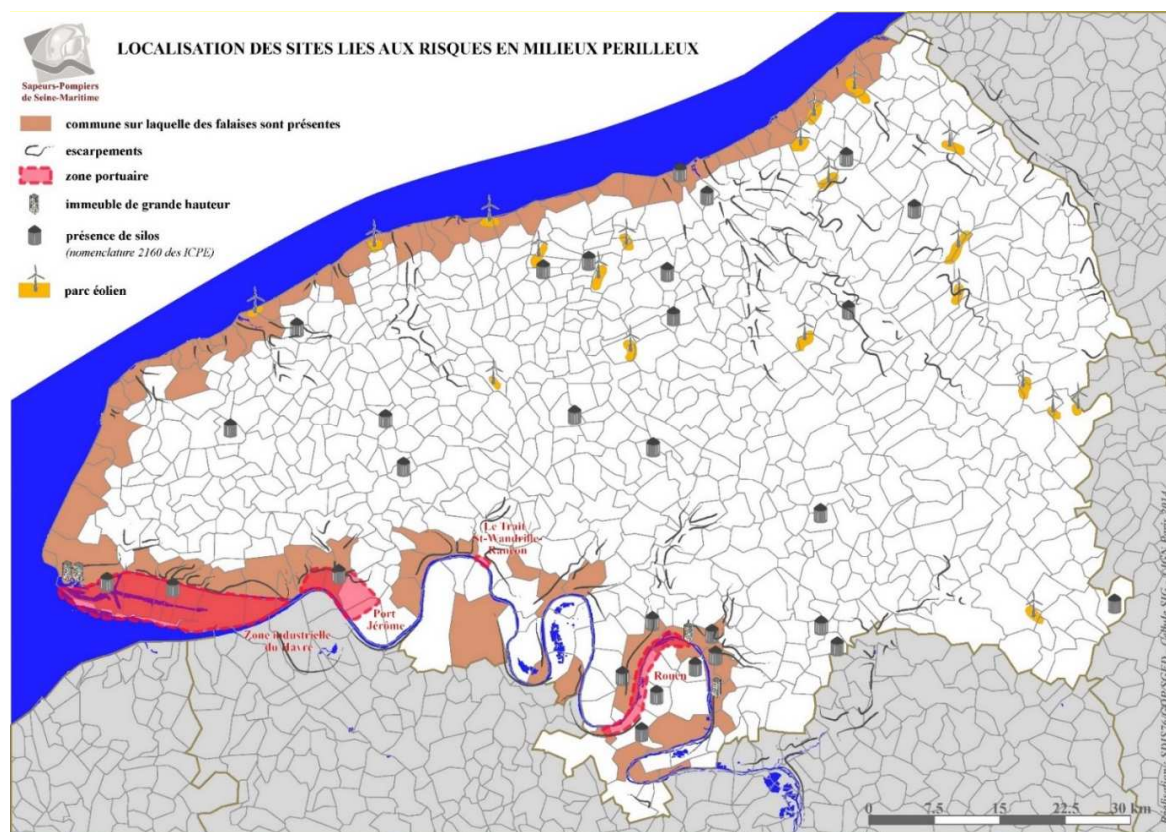 LOCALISATION DES SITES LIES AUX RISQUES EN MILIEUX PERILLEUX
Sapeurs-Pompiers
de Seine-Maritime
commune sur laquelle des falaises sont présentes
escarpements
zone portuaire
immeuble de grande hauteur
présence de silos
(nomenclature 2160 des ICPE)
parc éolien
Le Trait
St-Wandrille
Rançon
Port
Jérôme
Zone industrielle
du Havre
Rouen
0 7.5 15 22.5 30 km